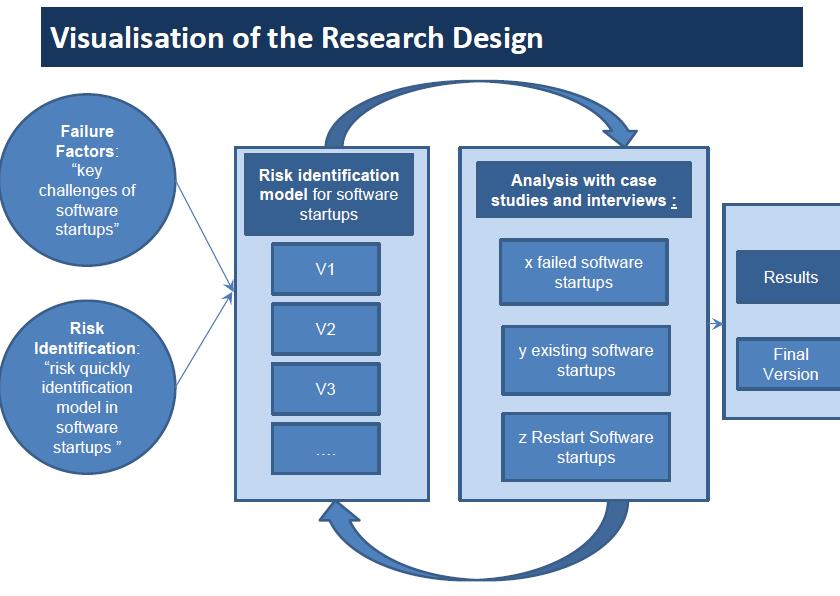 Visualisation of the Research Design
Failure
Factors:
“key
challenges of
software
startups”
Risk
Identification:
“risk quickly
identification
model in
software
startups ”
Risk identification
model for software
startups
V1
V2
V3
....
Analysis with case
studies and interviews :
x failed software
startups
y existing software
startups
z Restart Software
startups
Results
Final
Version